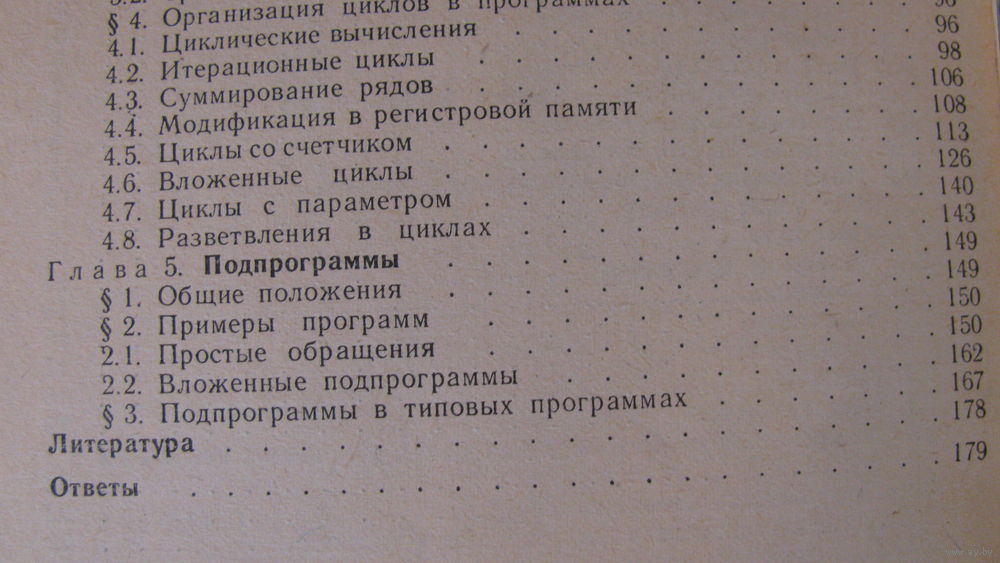 § 4. Организация циклов в программах . . . . . . 96
4.1. Циклические вычисления . . . . . . . . . . 96
4.2. Итерационные циклы . . . . . . . . . . . 98
4.3. Суммирование рядов . . . . . . . . . . . 106
4.4. Модификация в регистровой памяти . . . . . . 108
4.5. Циклы со счетчиком . . . . . . . . . . . 113
4.6. Вложенные циклы . . . . . . . . . . . . 126
4.7. Циклы с параметром . . . . . . . . . . . 140
4.8. Разветвления в циклах . . . . . . . . . . 143
Глава 5. Подпрограммы . . . . . . . . . . . . 149
§ 1. Общие положения . . . . . . . . . . . . 149
§ 2. Примеры программ . . . . . . . . . . . 150
2.1. Простые обращения . . . . . . . . . . . 150
2.2. Вложенные подпрограммы . . . . . . . . . 162
§ 3. Подпрограммы в типовых программах . . . . . 167
Литература . . . . . . . . . . . . . . . . . 178
Ответы . . . . . . . . . . . . . . . . . . 179
www.ay.by